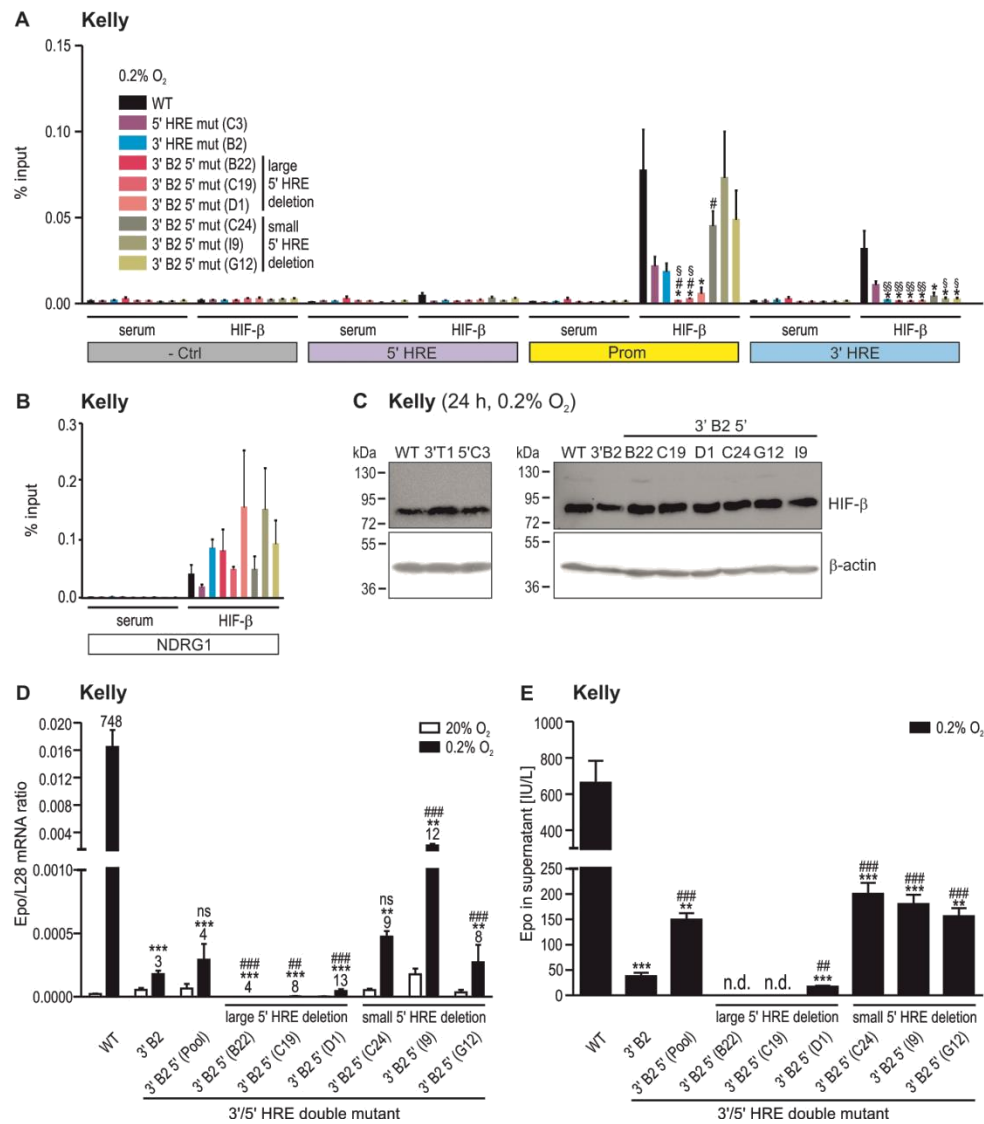 A Kelly
0.15
0.10
0.05
0.00
% input
0.2% O₂
WT
5' HRE mut (C3)
3' HRE mut (B2)
3' B2 5' mut (B22)
3' B2 5' mut (C19)
3' B2 5' mut (D1)
large
5' HRE
deletion
3' B2 5' mut (C24)
3' B2 5' mut (I9)
3' B2 5' mut (G12)
small
5' HRE
deletion
§ §
# #
* * *
#
§§ §§ §§ §§ § §
* * *
serum HIF-β serum HIF-β serum HIF-β serum HIF-β
- Ctrl 5' HRE Prom 3' HRE
B Kelly
0.3
0.2
0.1
0.0
% input
serum HIF-β
NDRG1
C Kelly (24 h, 0.2% O₂)
3' B2 5'
kDa WT 3'T1 5'C3 kDa WT 3'B2 B22 C19 D1 C24 G12 I9
130 130
95 95
72 72
HIF-β
55 55
36 36
β-actin
D Kelly
0.020
0.016
0.012
0.008
0.004
0.0010
0.0005
0.0000
Epo/L28 mRNA ratio
20% O₂
0.2% O₂
748
***
3
ns
***
4
###
***
4
##
***
8
###
***
13
ns
**
9
###
**
12
###
**
8
large 5' HRE deletion small 5' HRE deletion
WT
3' B2
3' B2 5' (Pool)
3' B2 5' (B22)
3' B2 5' (C19)
3' B2 5' (D1)
3' B2 5' (C24)
3' B2 5' (I9)
3' B2 5' (G12)
3'/5' HRE double mutant
E Kelly
1000
800
600
400
250
200
150
100
50
0
Epo in supernatant [IU/L]
0.2% O₂
***
###
**
n.d. n.d.
##
***
###
***
###
***
###
**
large 5' HRE deletion small 5' HRE deletion
WT
3' B2
3' B2 5' (Pool)
3' B2 5' (B22)
3' B2 5' (C19)
3' B2 5' (D1)
3' B2 5' (C24)
3' B2 5' (I9)
3' B2 5' (G12)
3'/5' HRE double mutant